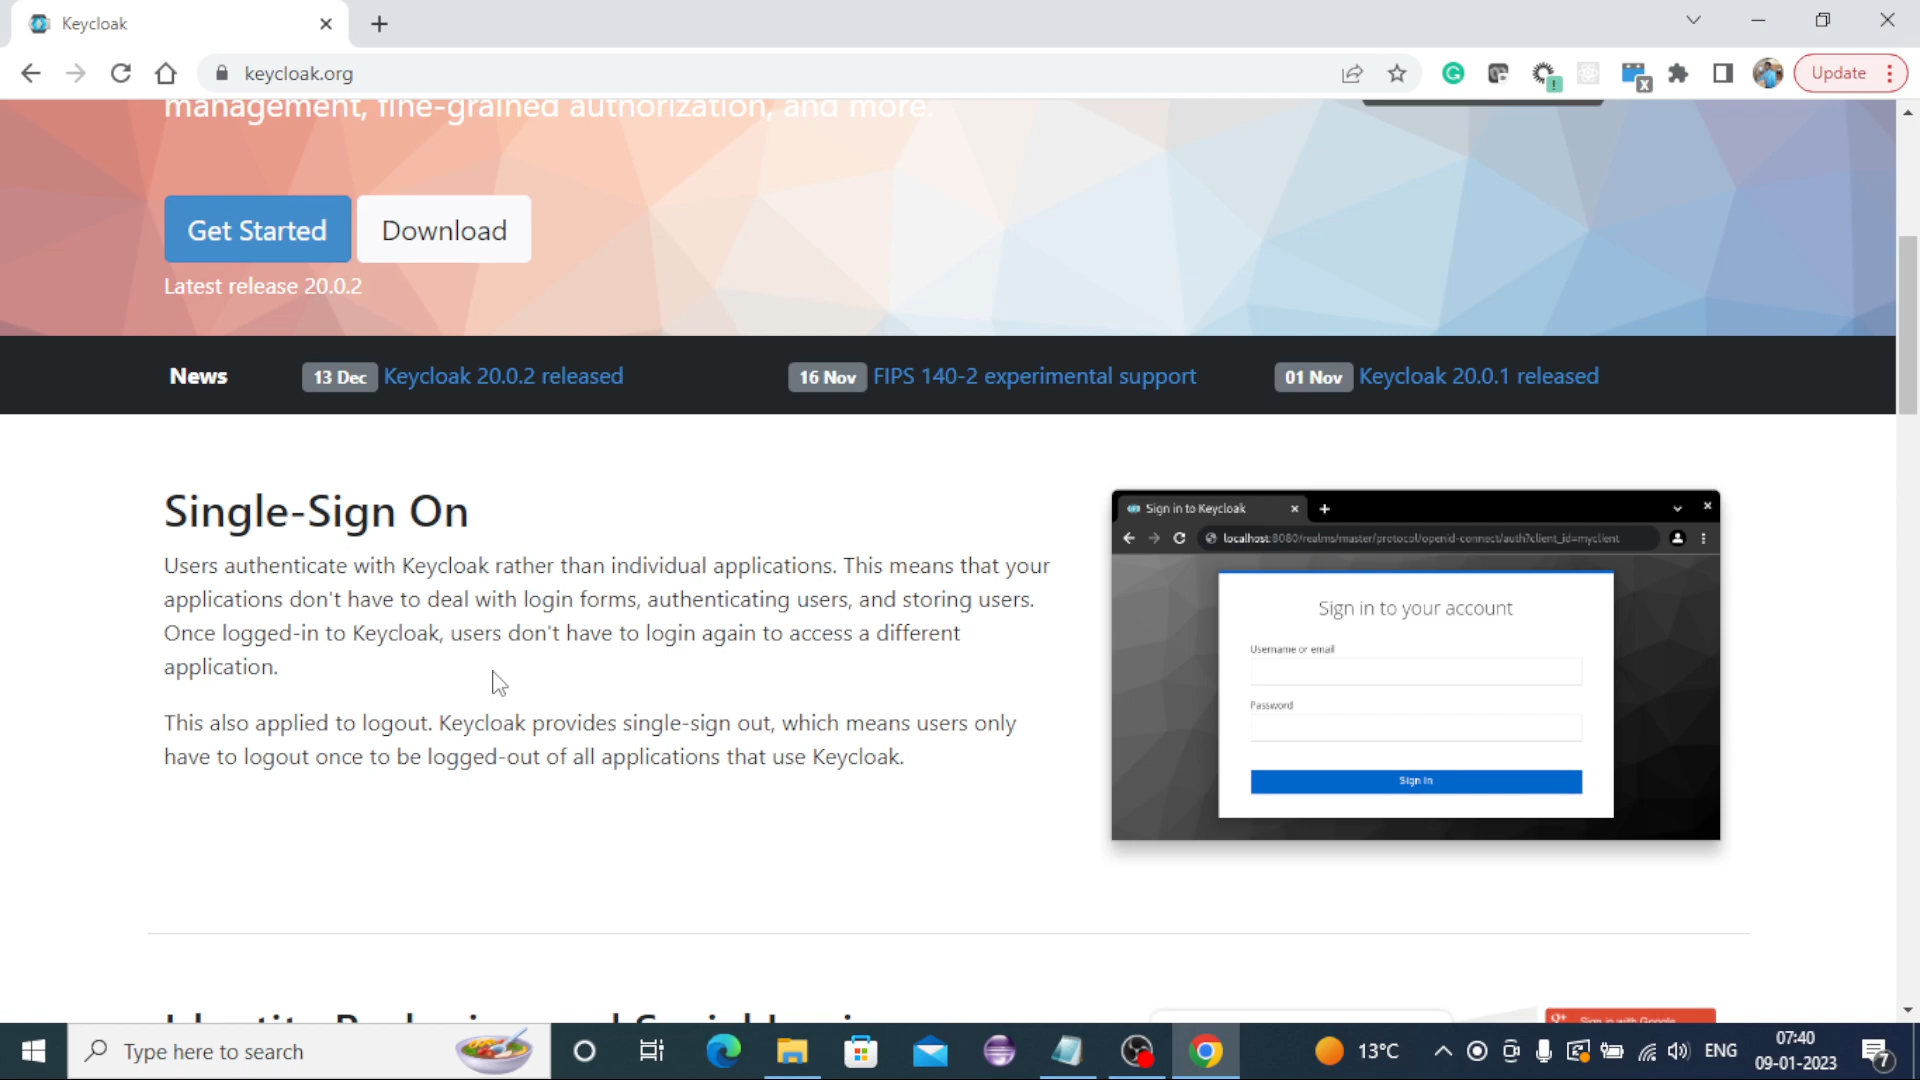 Keycloak
keycloak.org
Update
management, fine-grained authorization, and more.
Get Started
Download
Latest release 20.0.2
News
13 Dec Keycloak 20.0.2 released
16 Nov FIPS 140-2 experimental support
01 Nov Keycloak 20.0.1 released
Single-Sign On
Users authenticate with Keycloak rather than individual applications. This means that your
applications don't have to deal with login forms, authenticating users, and storing users.
Once logged-in to Keycloak, users don't have to login again to access a different
application.
This also applied to logout. Keycloak provides single-sign out, which means users only
have to logout once to be logged-out of all applications that use Keycloak.
Sign in to Keycloak
localhost:8080/realms/master/protocol/openid-connect/auth?client_id=myclient
Sign in to your account
Username or email
Password
Sign In
Sign in with Google
Type here to search
13°C
ENG
07:40
09-01-2023
7